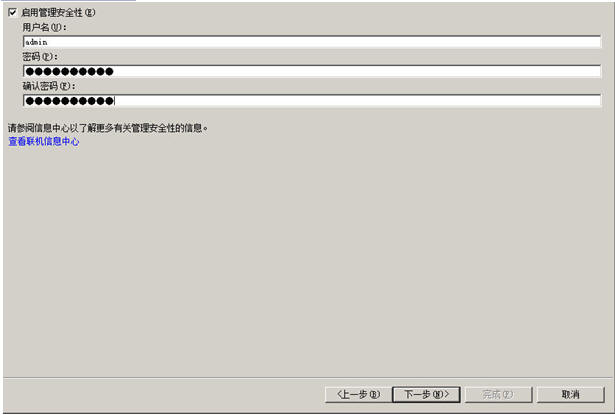 启用管理安全性(E)
用户名(U):
admin
密码(P):
●●●●●●●●●●
确认密码(P):
●●●●●●●●●●
请参阅信息中心以了解更多有关管理安全性的信息。
查看联机信息中心
<上一步(B) 下一步(N)> 完成(F) 取消